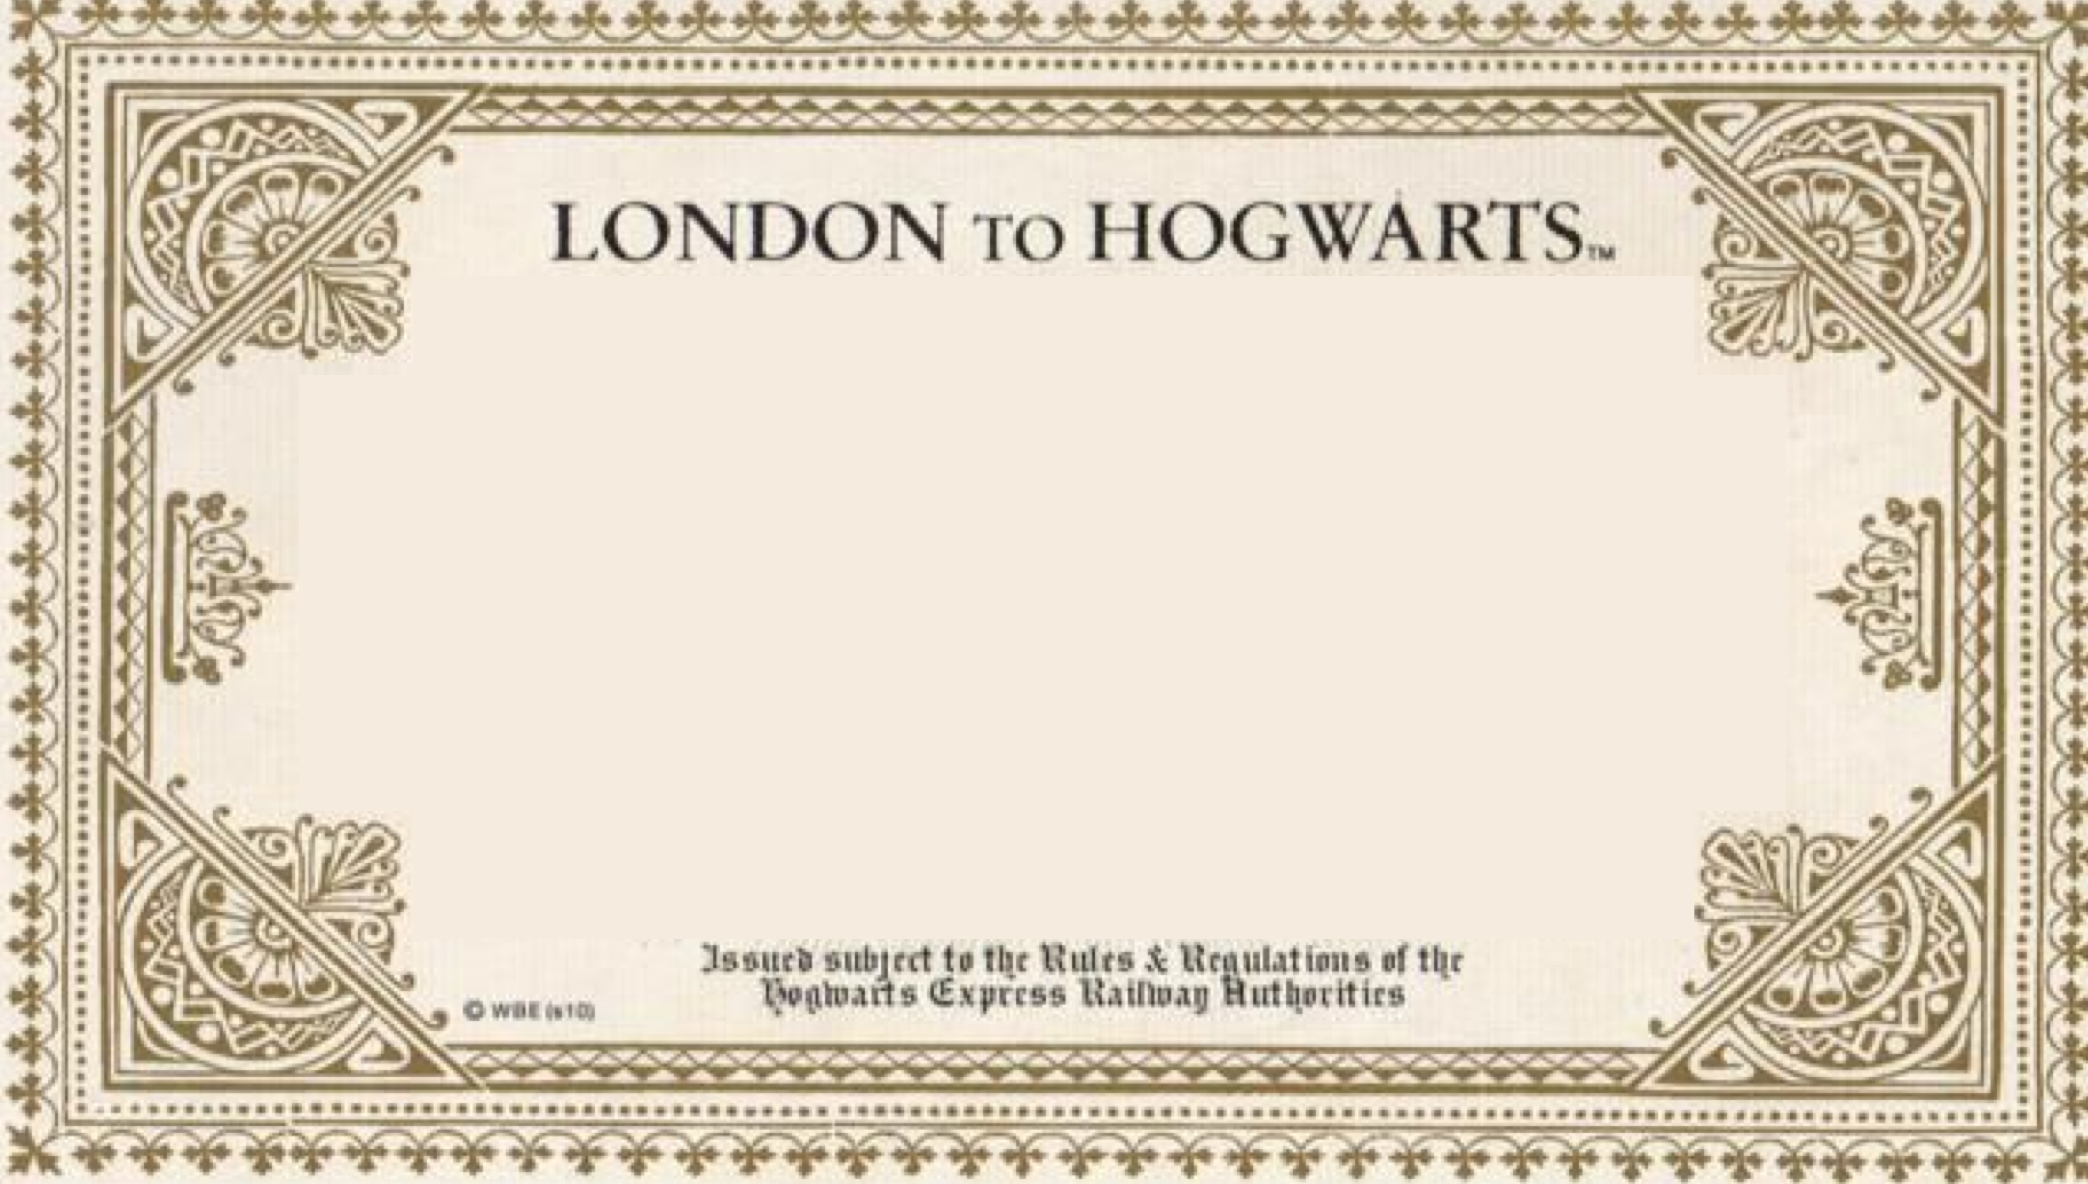 LONDON TO HOGWARTS™
Issued subject to the Rules & Regulations of the
Hogwarts Express Railway Authorities
© WBE (s10)